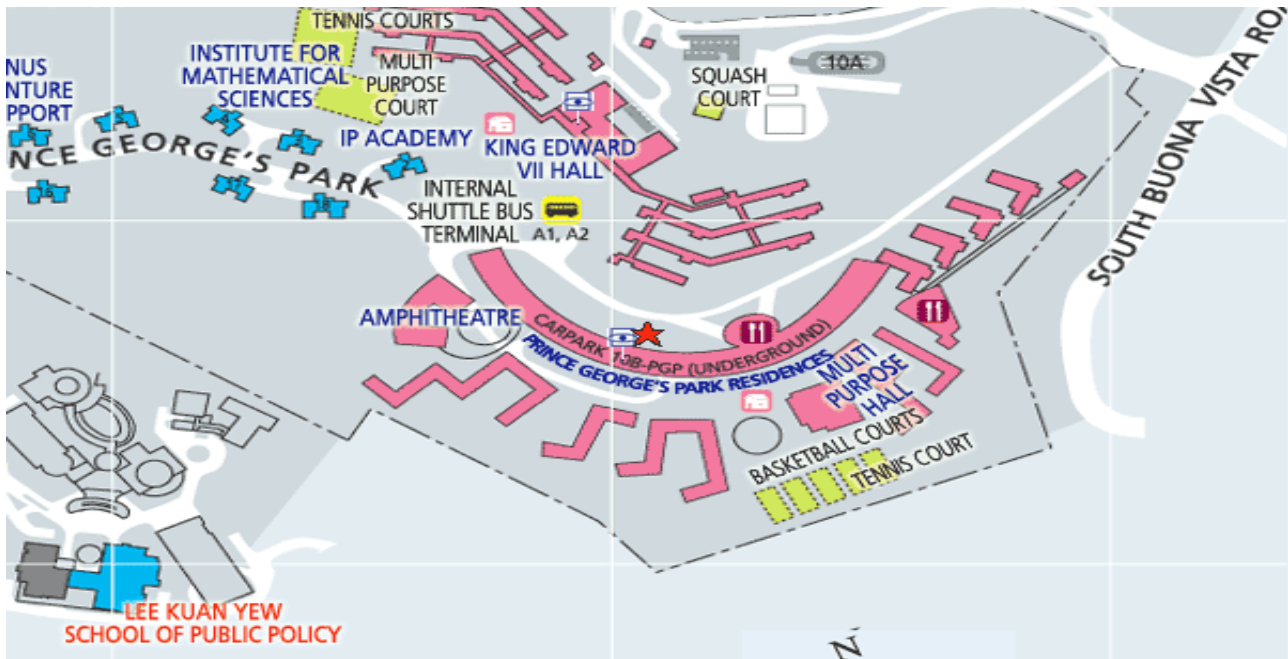 TENNIS COURTS
INSTITUTE FOR
MATHEMATICAL
SCIENCES
MULTI
PURPOSE
COURT
NUS
NTURE
PPORT
SQUASH
COURT
10A
SOUTH BUONA VISTA RO
NCE GEORGE'S PARK
IP ACADEMY
KING EDWARD
VII HALL
INTERNAL
SHUTTLE BUS
TERMINAL A1, A2
AMPHITHEATRE
CARPARK 10B-PGP (UNDERGROUND)
PRINCE GEORGE'S PARK RESIDENCES
MULTI
PURPOSE
HALL
BASKETBALL COURTS
TENNIS COURT
LEE KUAN YEW
SCHOOL OF PUBLIC POLICY
N